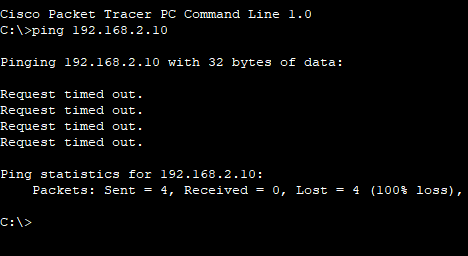 Cisco Packet Tracer PC Command Line 1.0
C:\>ping 192.168.2.10
Pinging 192.168.2.10 with 32 bytes of data:
Request timed out.
Request timed out.
Request timed out.
Request timed out.
Ping statistics for 192.168.2.10:
    Packets: Sent = 4, Received = 0, Lost = 4 (100% loss),
C:\>